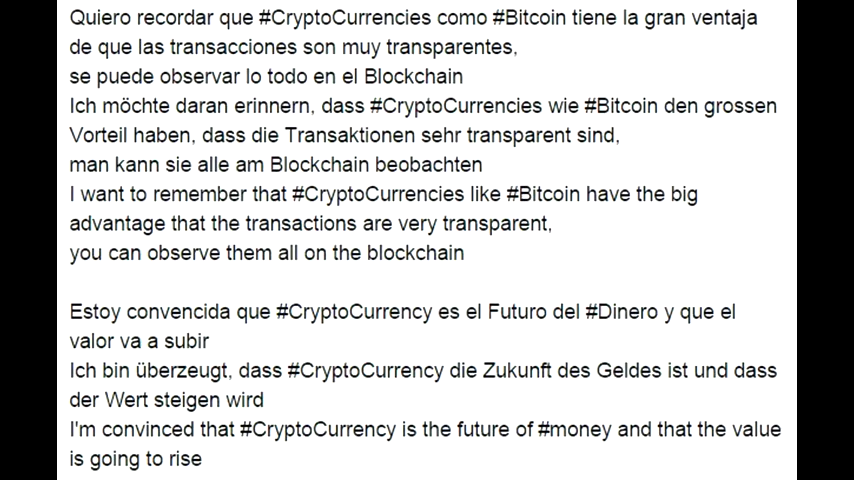 Quiero recordar que #CryptoCurrencies como #Bitcoin tiene la gran ventaja
de que las transacciones son muy transparentes,
se puede observar lo todo en el Blockchain
Ich möchte daran erinnern, dass #CryptoCurrencies wie #Bitcoin den grossen
Vorteil haben, dass die Transaktionen sehr transparent sind,
man kann sie alle am Blockchain beobachten
I want to remember that #CryptoCurrencies like #Bitcoin have the big
advantage that the transactions are very transparent,
you can observe them all on the blockchain
Estoy convencida que #CryptoCurrency es el Futuro del #Dinero y que el
valor va a subir
Ich bin überzeugt, dass #CryptoCurrency die Zukunft des Geldes ist und dass
der Wert steigen wird
I'm convinced that #CryptoCurrency is the future of #money and that the value
is going to rise